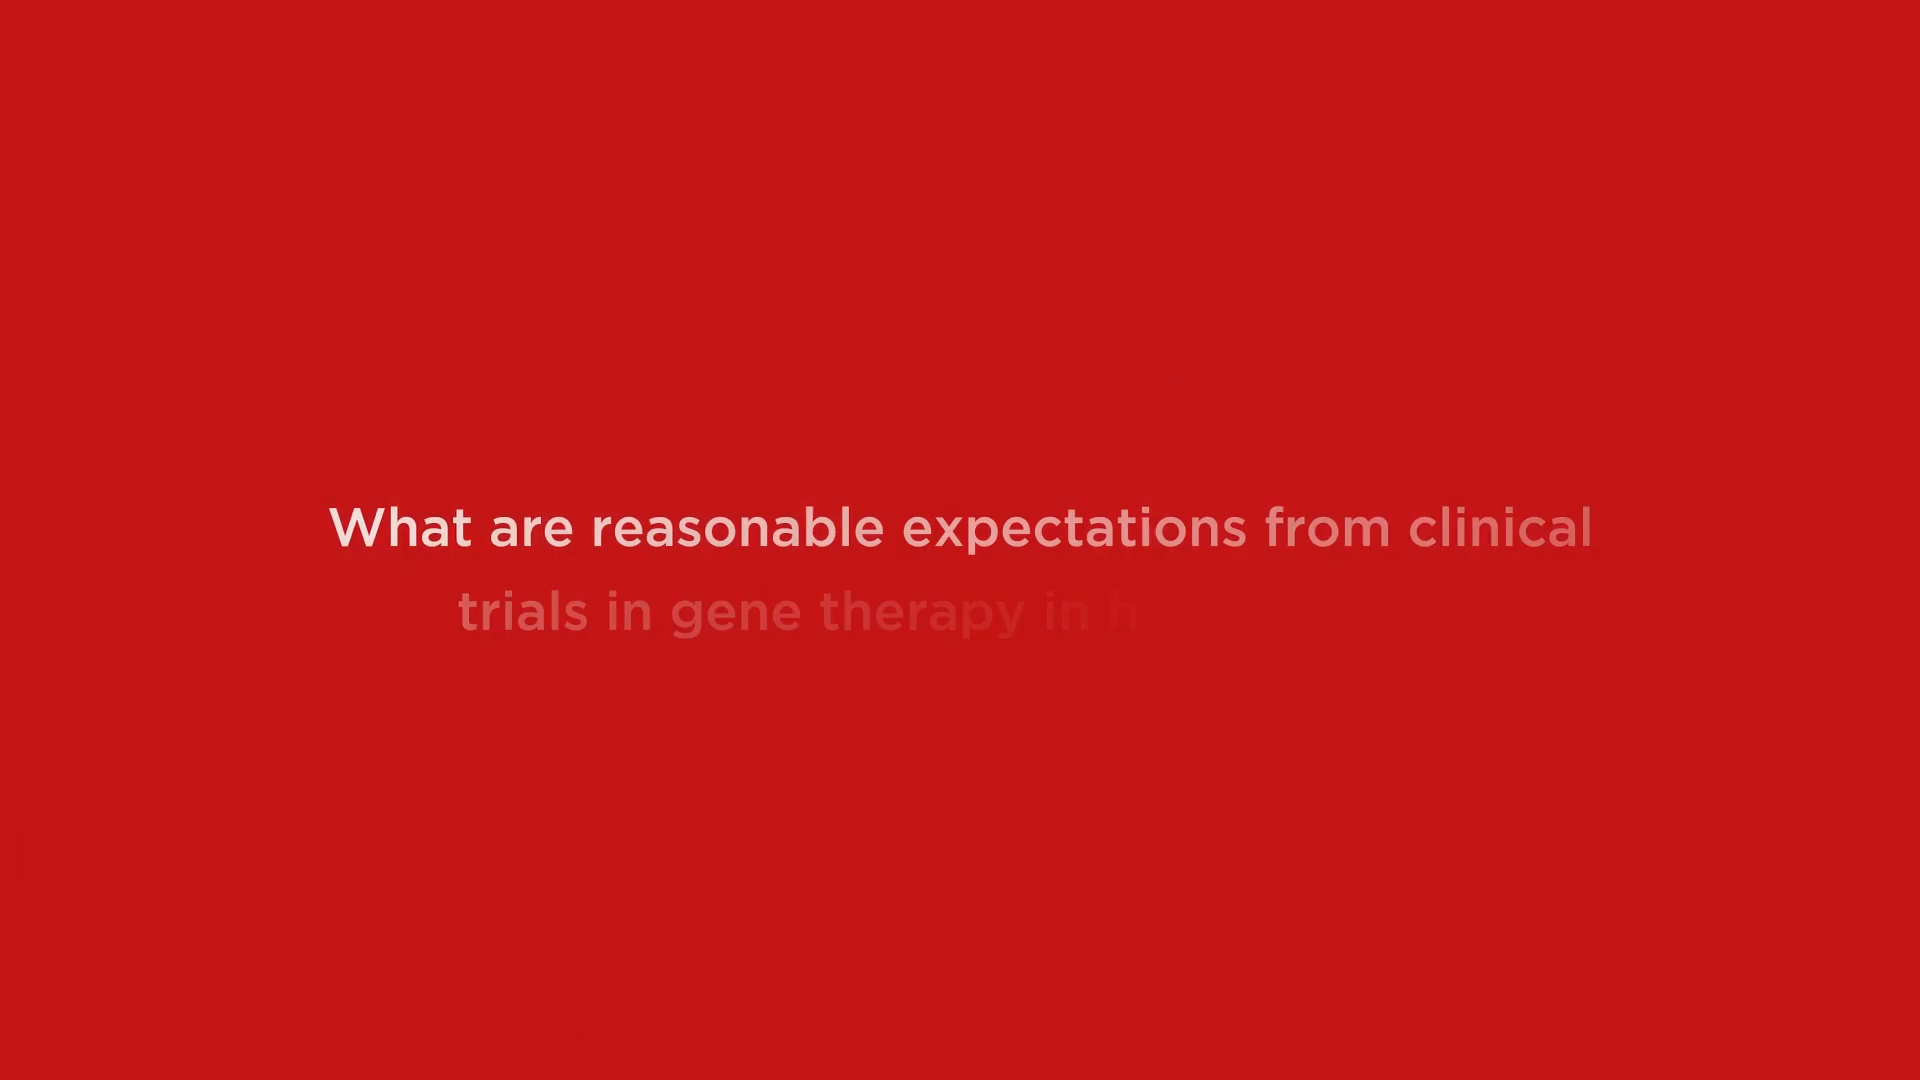 What are reasonable expectations from clinical
trials in gene therapy in